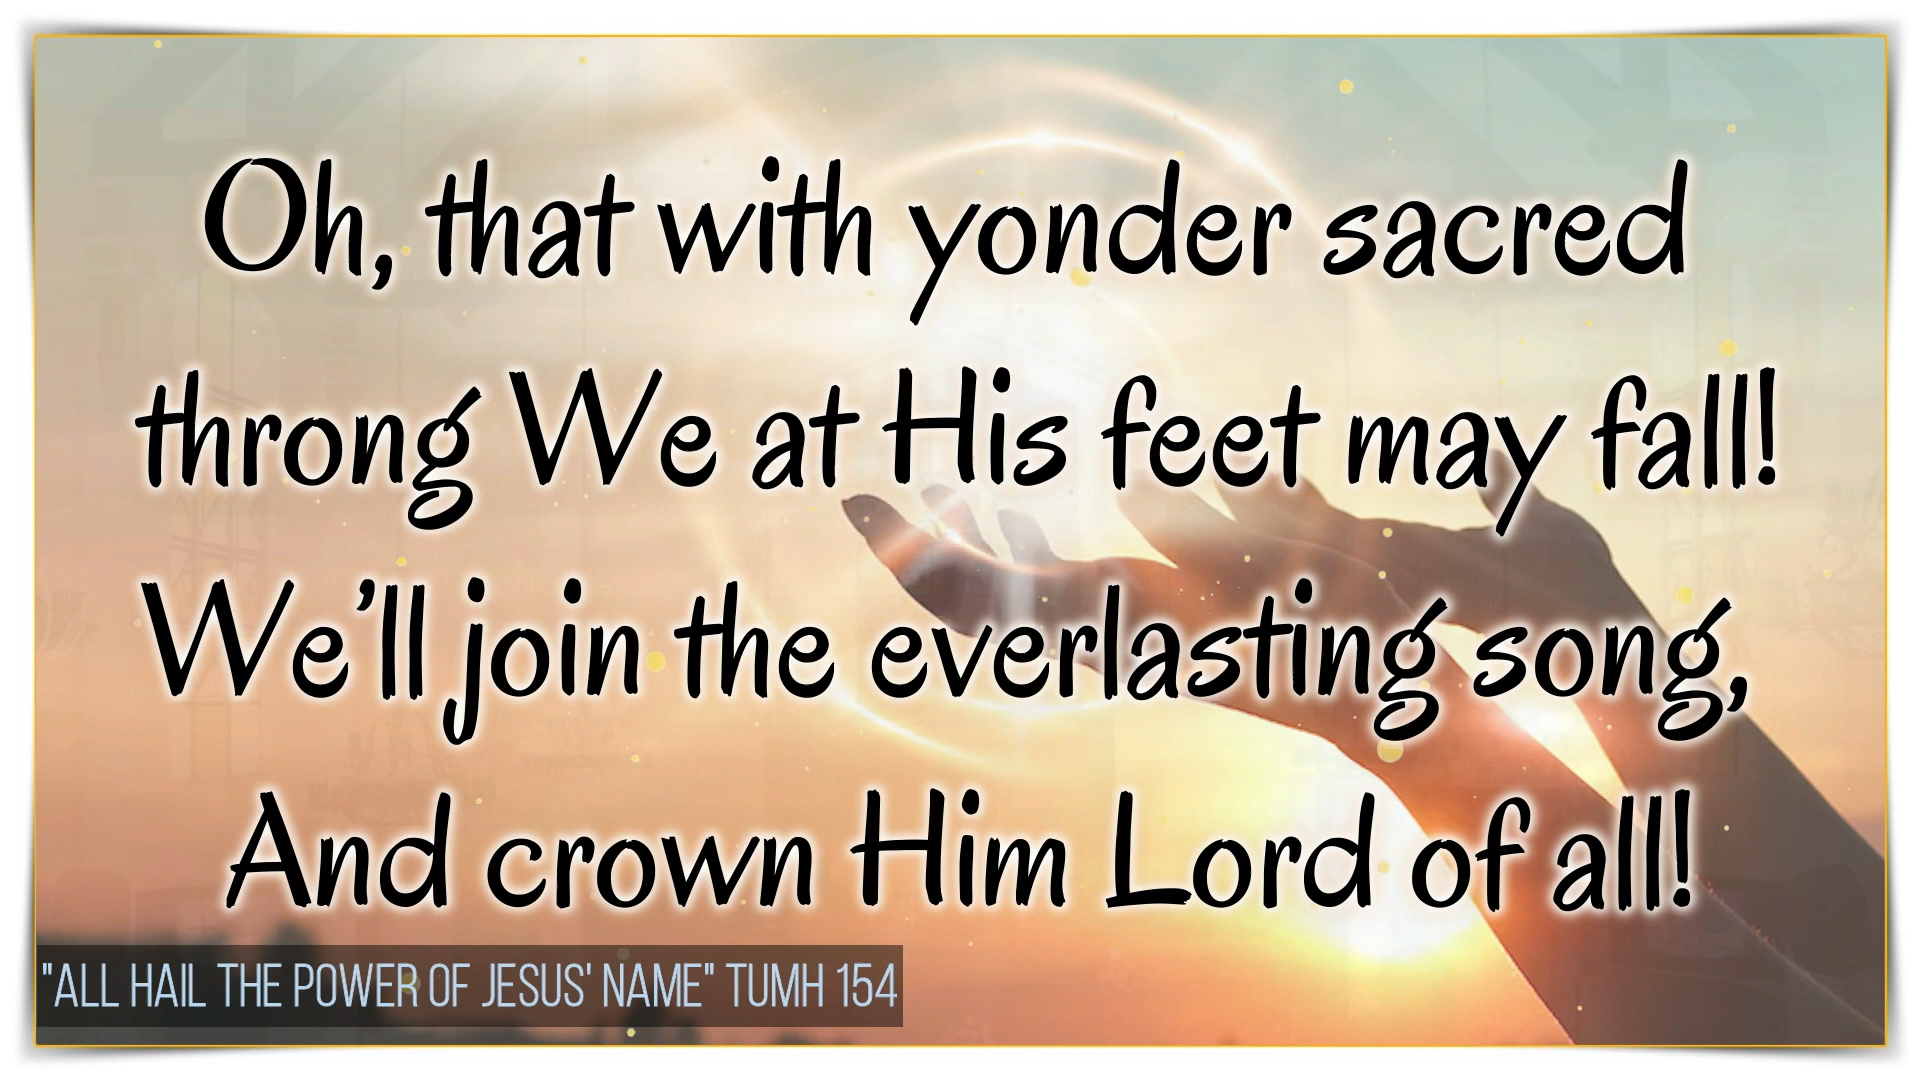 Oh, that with yonder sacred
throng We at His feet may fall!
We’ll join the everlasting song,
And crown Him Lord of all!
"ALL HAIL THE POWER OF JESUS' NAME" TUMH 154